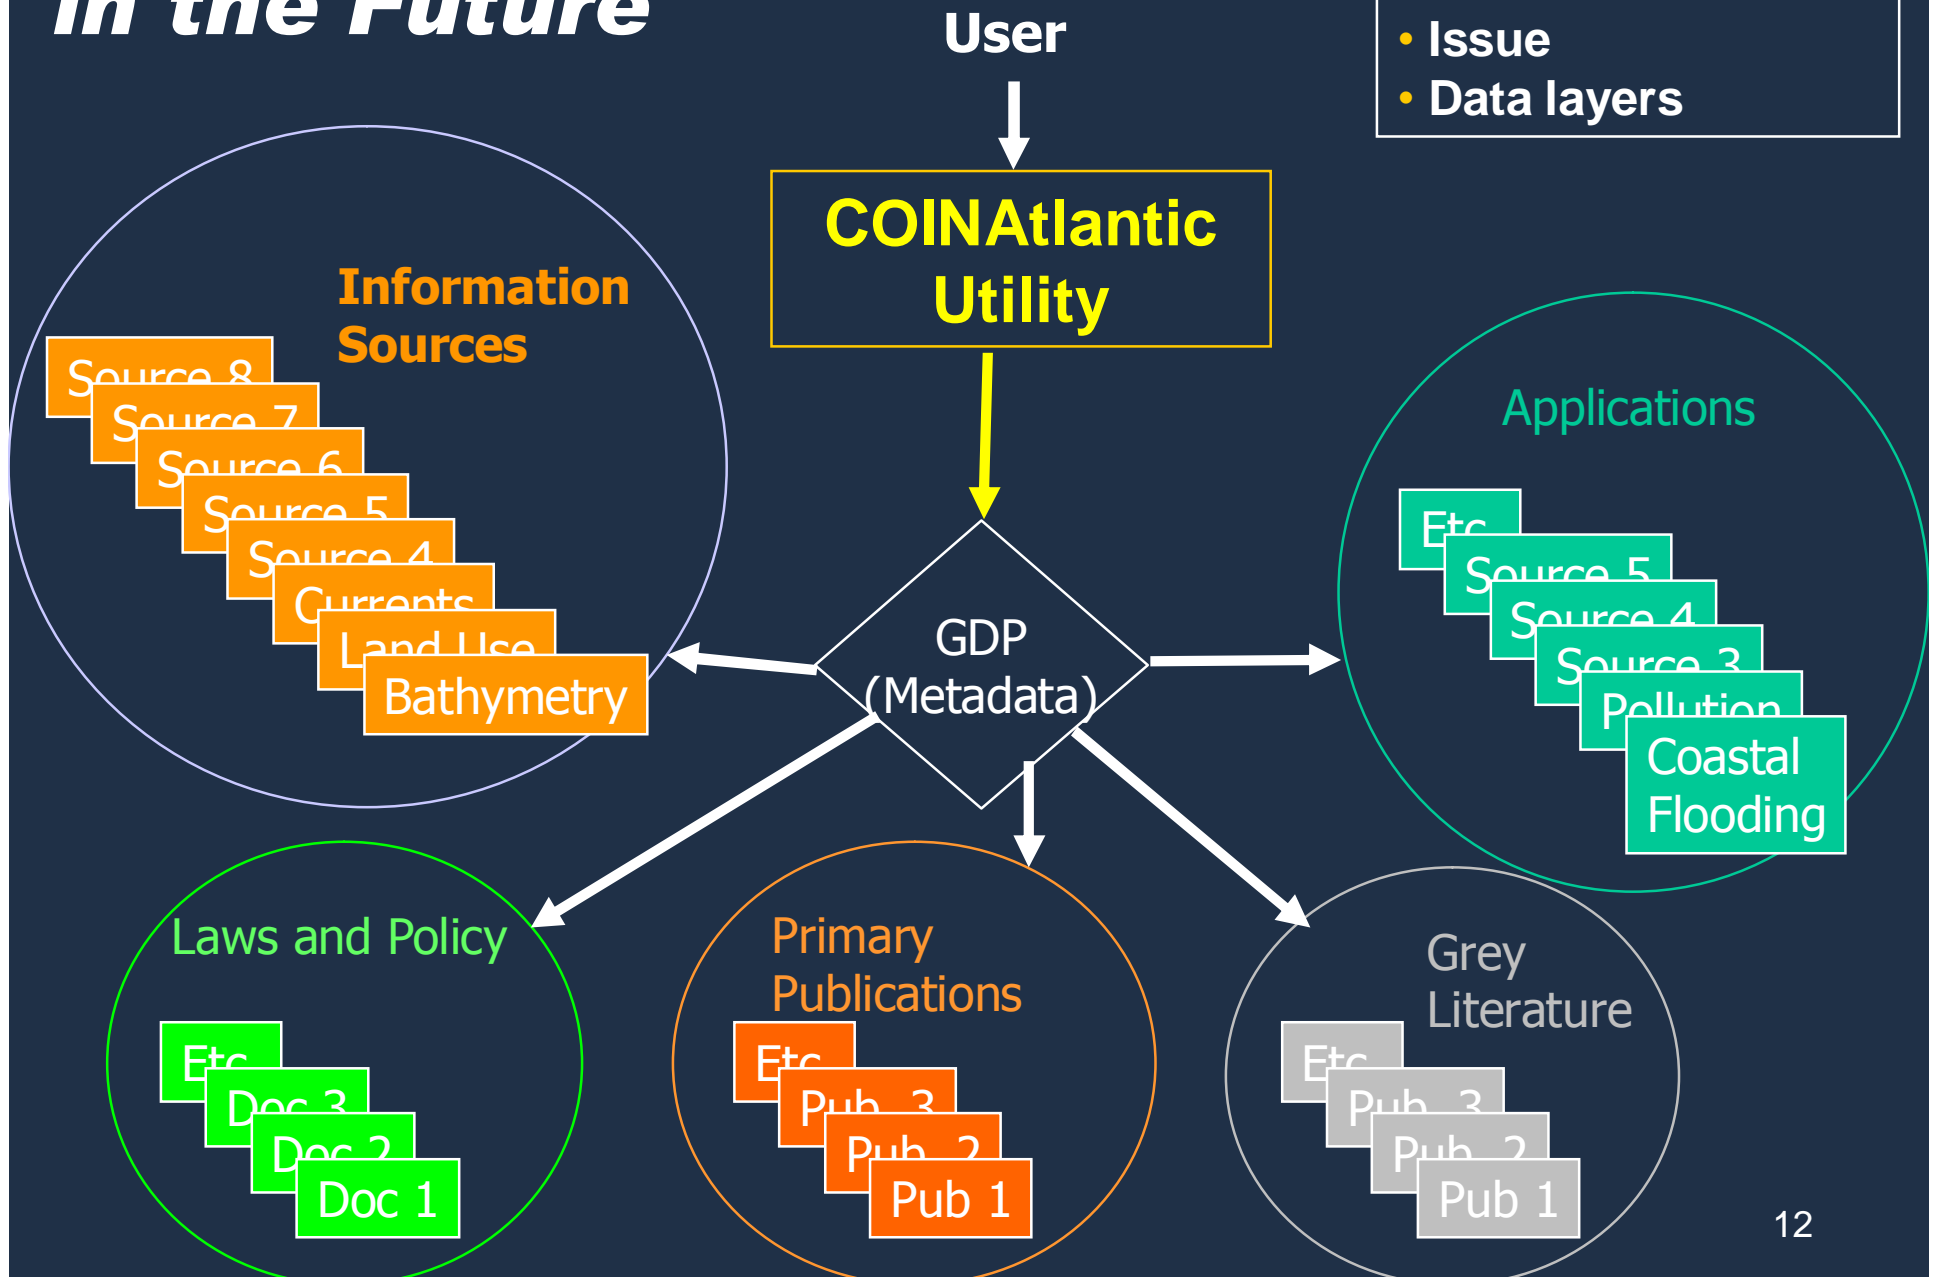 in the Future
User
• Issue
• Data layers
COINAtlantic
Utility
Information
Sources
Source 8
Source 7
Source 6
Source 5
Source 4
Currents
Land Use
Bathymetry
GDP
(Metadata)
Applications
Etc
Source 5
Source 4
Source 3
Pollution
Coastal
Flooding
Laws and Policy
Etc
Doc 3
Doc 2
Doc 1
Primary
Publications
Etc
Pub 3
Pub 2
Pub 1
Grey
Literature
Etc
Pub 3
Pub 2
Pub 1
12